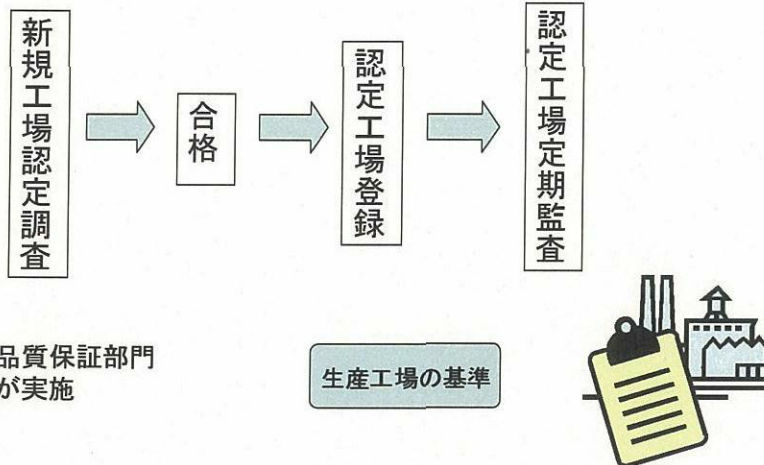 新規工場認定調査
合格
認定工場登録
認定工場定期監査
品質保証部門
が実施
生産工場の基準